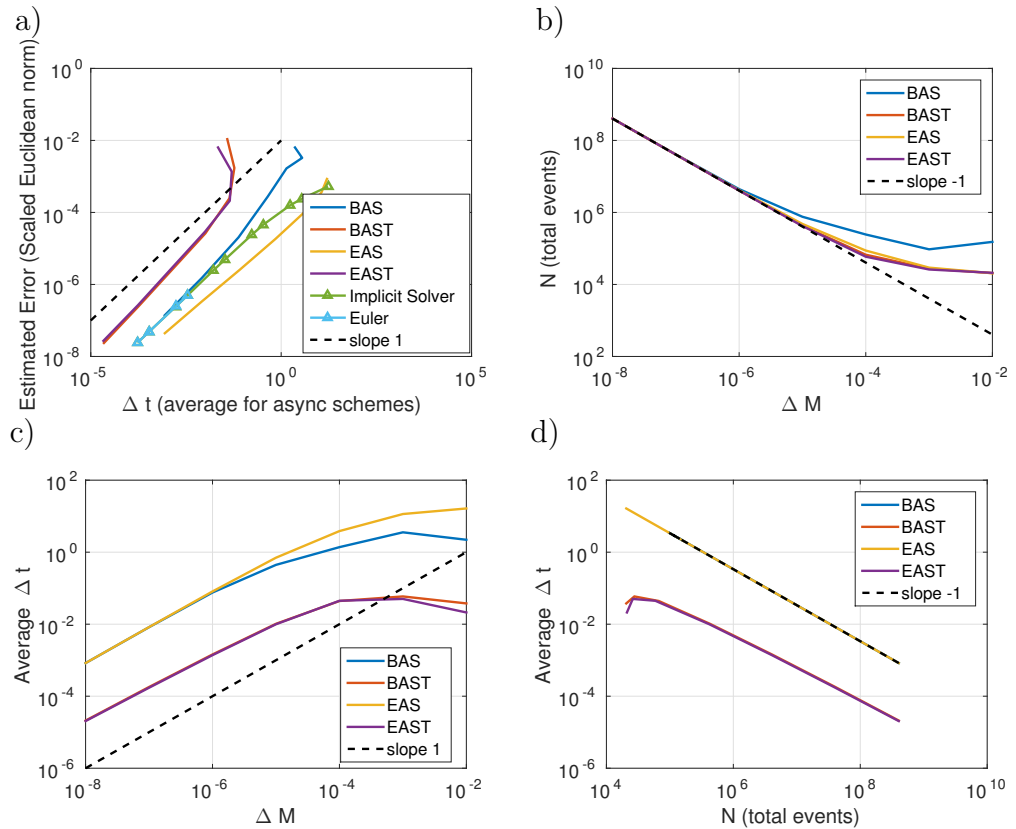 a)
Estimated Error (Scaled Euclidean norm)
10^0
10^-2
10^-4
10^-6
10^-8
10^-5
10^0
10^5
Δ t (average for async schemes)
BAS
BAST
EAS
EAST
Implicit Solver
Euler
slope 1
b)
N (total events)
10^10
10^8
10^6
10^4
10^2
10^-8
10^-6
10^-4
10^-2
Δ M
BAS
BAST
EAS
EAST
slope -1
c)
Average Δ t
10^2
10^0
10^-2
10^-4
10^-6
10^-8
10^-6
10^-4
10^-2
Δ M
BAS
BAST
EAS
EAST
slope 1
d)
Average Δ t
10^2
10^0
10^-2
10^-4
10^-6
10^4
10^6
10^8
10^10
N (total events)
BAS
BAST
EAS
EAST
slope -1